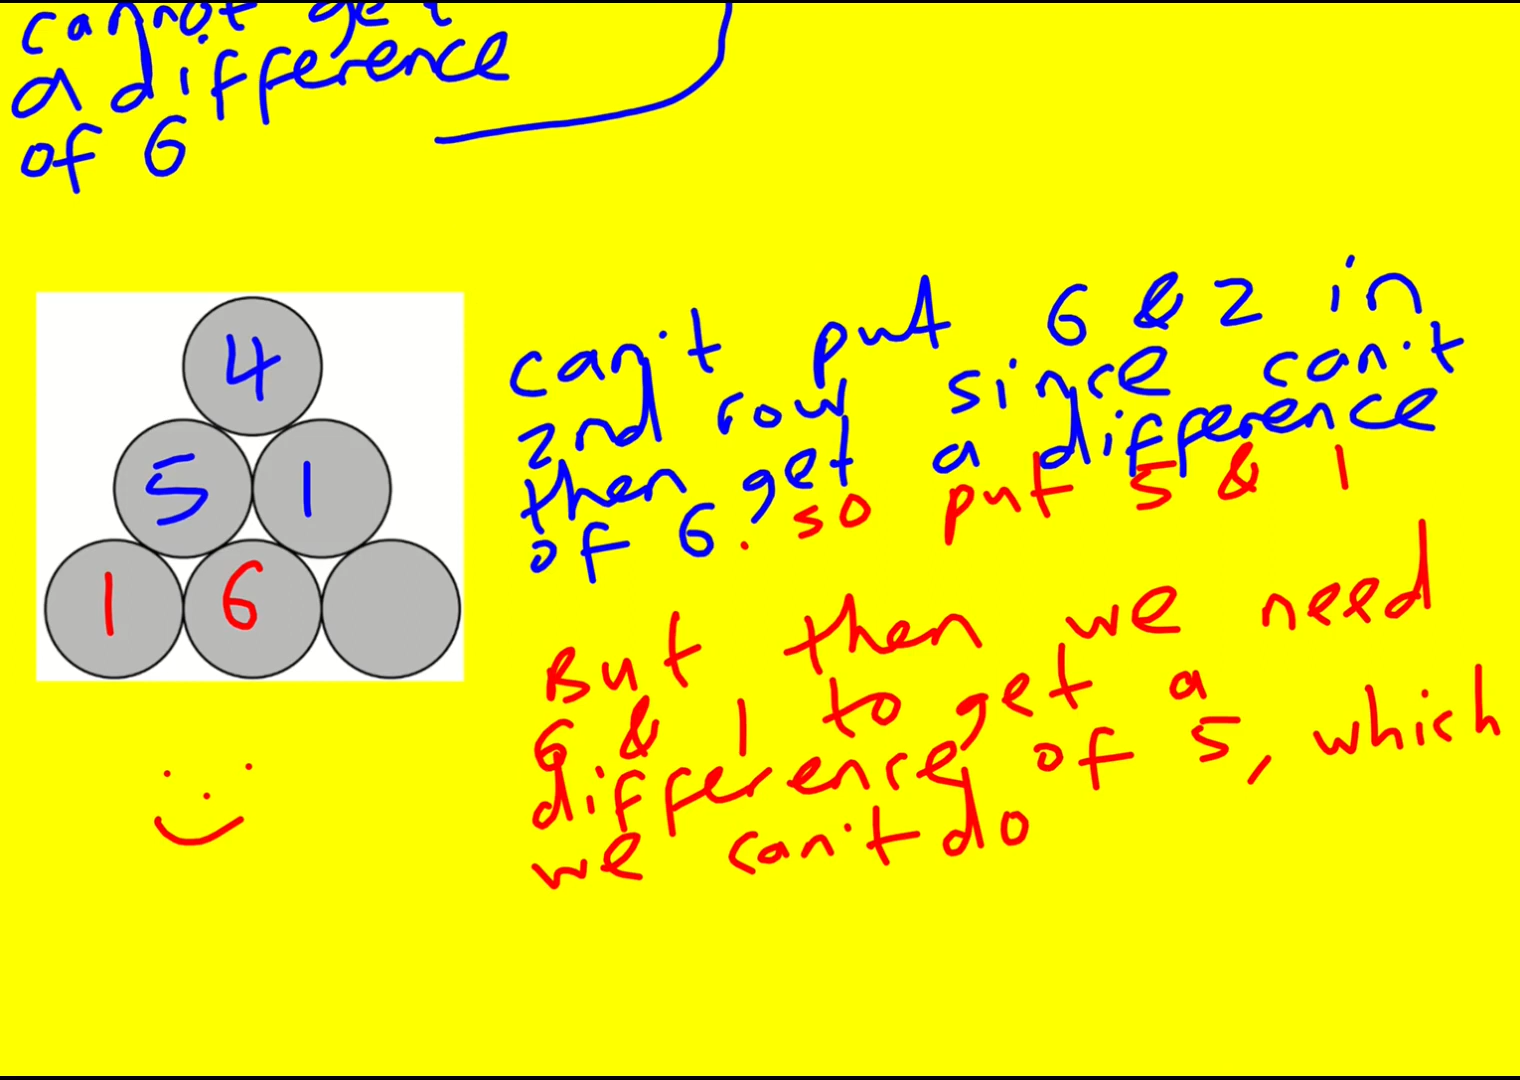 cannot get
a difference
of 6
4
5 1
1 6
can't put 6 & 2 in
2nd row since can't
then get a difference
of 6. so put 5 & 1
But then we need
6 & 1 to get a
difference of 5, which
we can't do